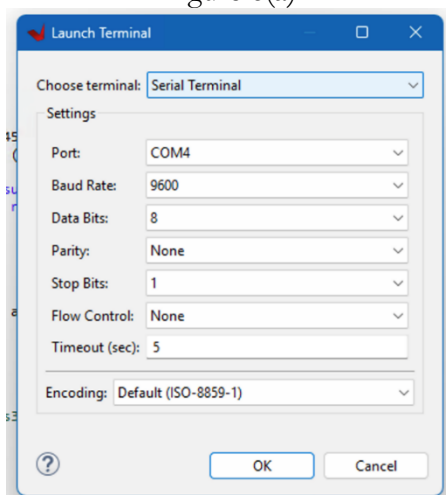 Launch Terminal
Choose terminal: Serial Terminal
Settings
Port: COM4
Baud Rate: 9600
Data Bits: 8
Parity: None
Stop Bits: 1
Flow Control: None
Timeout (sec): 5
Encoding: Default (ISO-8859-1)
OK Cancel